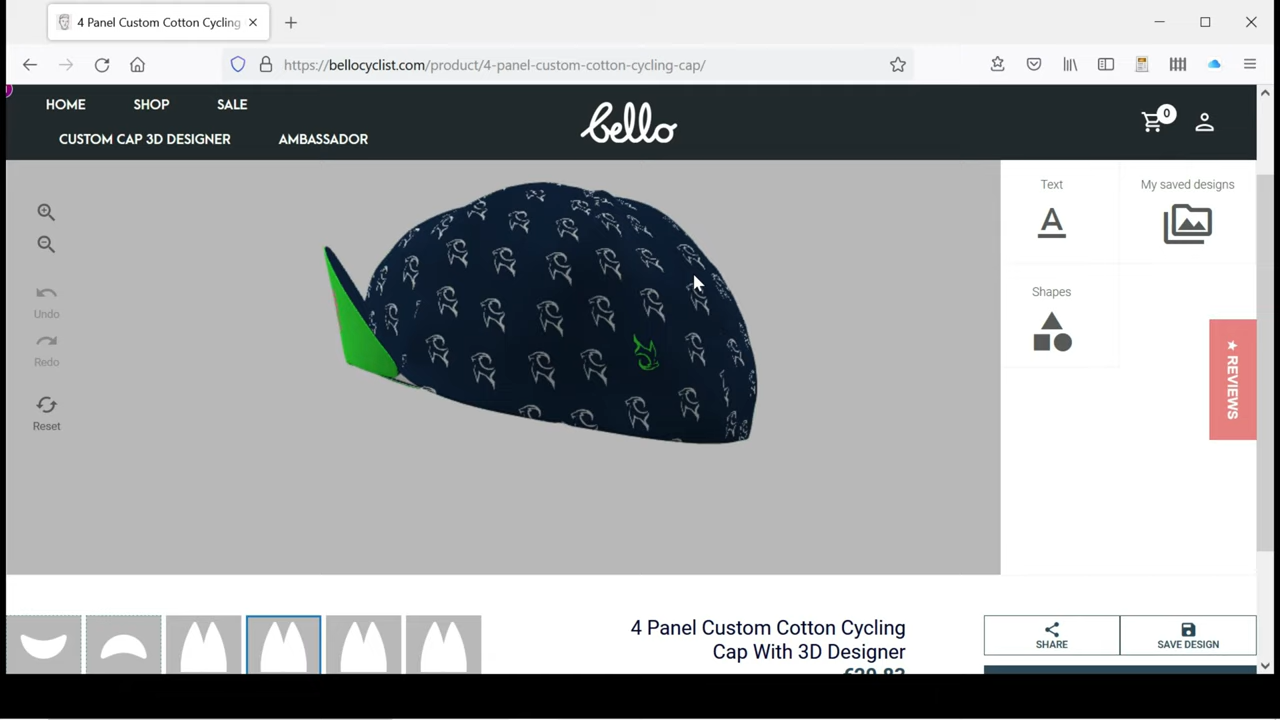 4 Panel Custom Cotton Cycling
https://bellocyclist.com/product/4-panel-custom-cotton-cycling-cap/
HOME
SHOP
SALE
CUSTOM CAP 3D DESIGNER
AMBASSADOR
bello
0
Text
My saved designs
A
Shapes
Undo
Redo
Reset
★ REVIEWS
4 Panel Custom Cotton Cycling
Cap With 3D Designer
SHARE
SAVE DESIGN